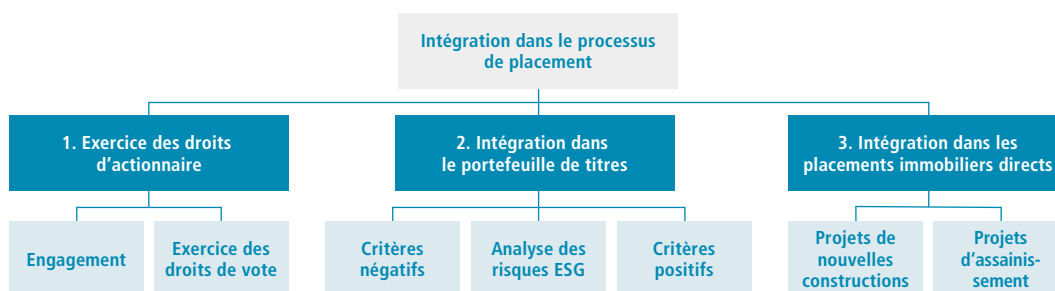 Intégration dans le processus
de placement
1. Exercice des droits
d'actionnaire
2. Intégration dans
le portefeuille de titres
3. Intégration dans les
placements immobiliers directs
Engagement
Exercice des
droits de vote
Critères
négatifs
Analyse des
risques ESG
Critères
positifs
Projets de
nouvelles
constructions
Projets
d'assainis-
sement